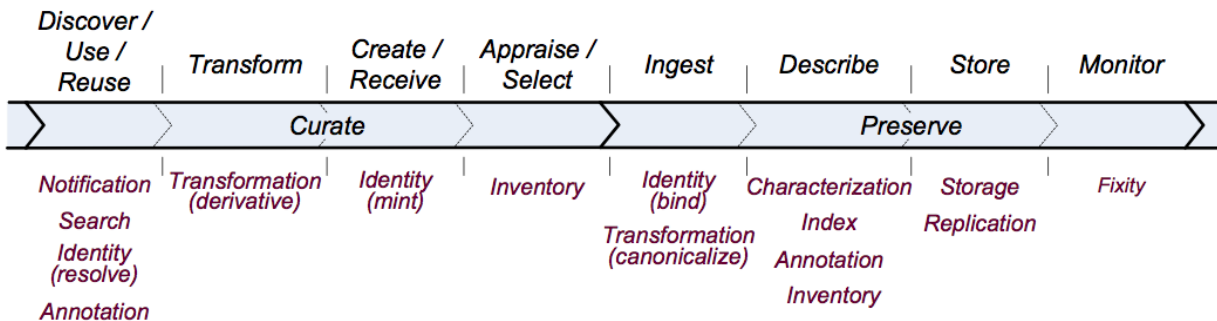 Discover /
Use /
Reuse
Transform
Create /
Receive
Appraise /
Select
Ingest
Describe
Store
Monitor
Curate
Preserve
Notification
Search
Identity
(resolve)
Annotation
Transformation
(derivative)
Identity
(mint)
Inventory
Identity
(bind)
Transformation
(canonicalize)
Characterization
Index
Annotation
Inventory
Storage
Replication
Fixity